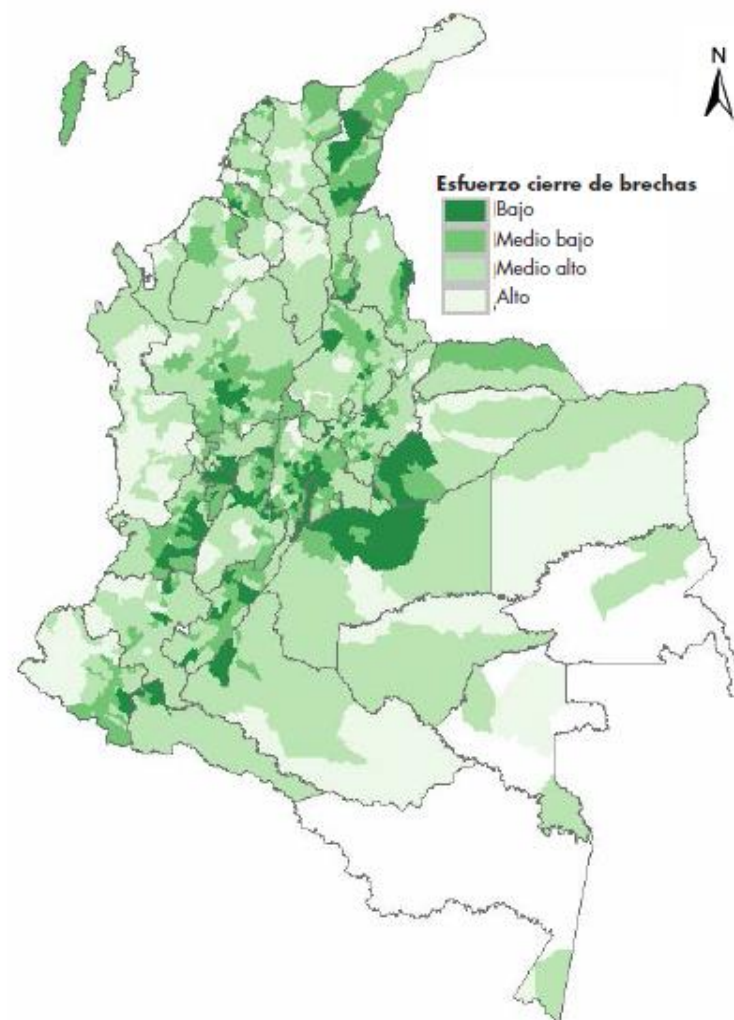 N
Esfuerzo cierre de brechas
Bajo
Medio bajo
Medio alto
Alto